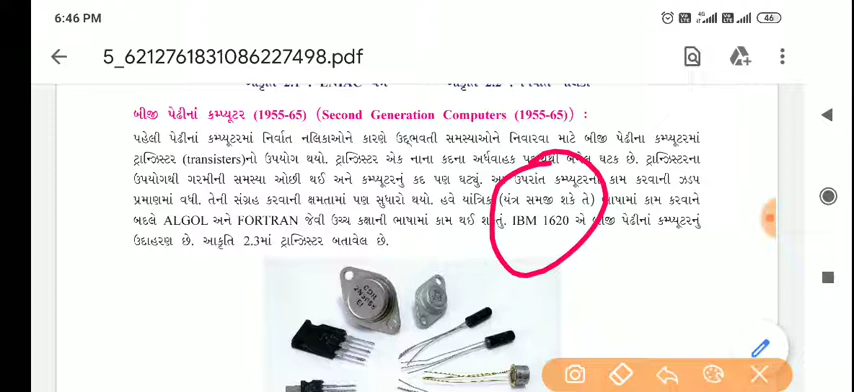 6:46 PM
46
5_6212761831086227498.pdf
બીજી પેઢીનાં કમ્પ્યૂટર (1955-65) (Second Generation Computers (1955-65) :
પહેલી પેઢીનાં કમ્પ્યૂટરમાં નિર્વાત નલિકાઓને કારણે ઉદ્ભવતી સમસ્યાઓને નિવારવા માટે બીજી પેઢીના કમ્પ્યૂટરમાં
ટ્રાન્ઝિસ્ટર (transisters)નો ઉપયોગ થયો. ટ્રાન્ઝિસ્ટર એક નાના કદના અર્ધવાહક પદાર્થથી બનેલ ઘટક છે. ટ્રાન્ઝિસ્ટરના
ઉપયોગથી ગરમીની સમસ્યા ઓછી થઈ અને કમ્પ્યૂટરનું કદ પણ ઘટ્યું. આ ઉપરાંત કમ્પ્યૂટરની કામ કરવાની ઝડપ
પ્રમાણમાં વધી. તેની સંગ્રહ કરવાની ક્ષમતામાં પણ સુધારો થયો. હવે યાંત્રિક (યંત્ર સમજી શકે તે) ભાષામાં કામ કરવાને
બદલે ALGOL અને FORTRAN જેવી ઉચ્ચ કક્ષાની ભાષામાં કામ થઈ શકતું. IBM 1620 એ બીજી પેઢીનાં કમ્પ્યૂટરનું
ઉદાહરણ છે. આકૃતિ 2.3માં ટ્રાન્ઝિસ્ટર બતાવેલ છે.